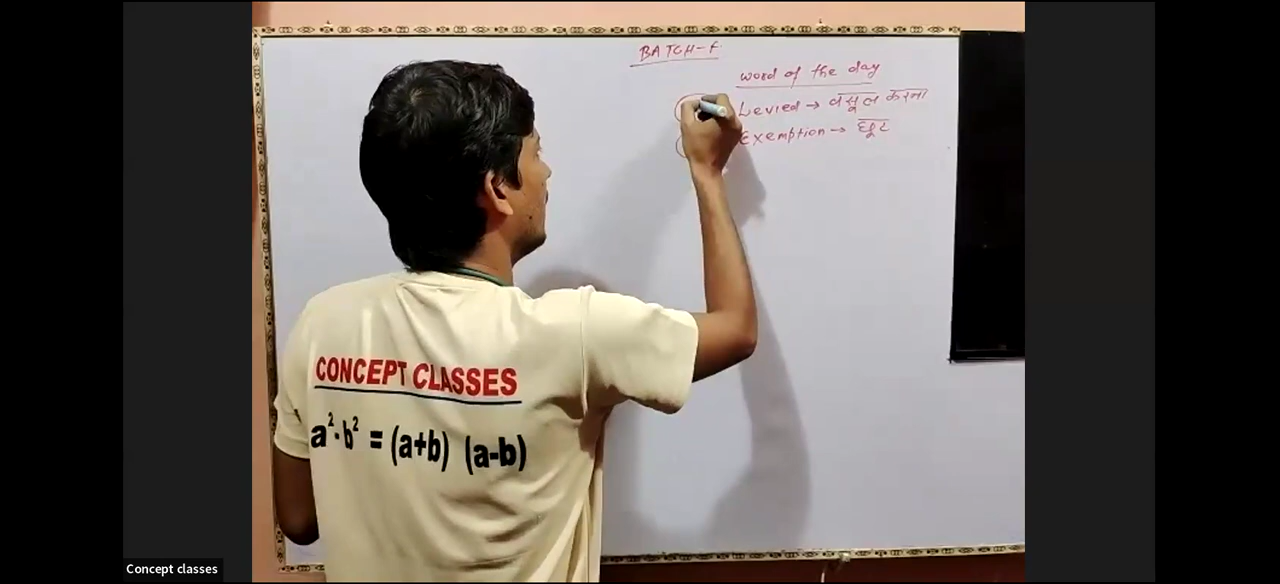 BATCH-F
word of the day
Levied → वसूल करना
Exemption → छूट
CONCEPT CLASSES
a²-b² = (a+b) (a-b)
Concept classes